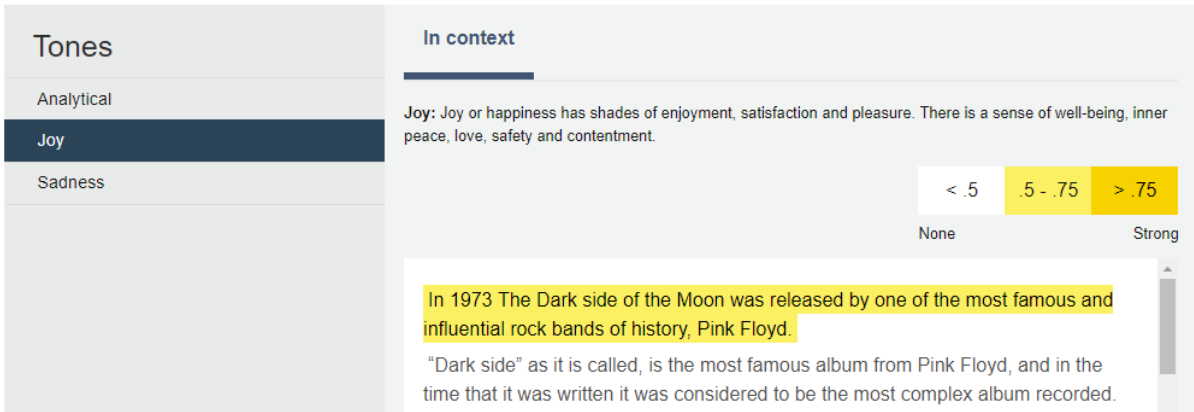 Tones
Analytical
Joy
Sadness
In context
Joy: Joy or happiness has shades of enjoyment, satisfaction and pleasure. There is a sense of well-being, inner
peace, love, safety and contentment.
< .5 .5 - .75 > .75
None Strong
In 1973 The Dark side of the Moon was released by one of the most famous and
influential rock bands of history, Pink Floyd.
“Dark side” as it is called, is the most famous album from Pink Floyd, and in the
time that it was written it was considered to be the most complex album recorded.